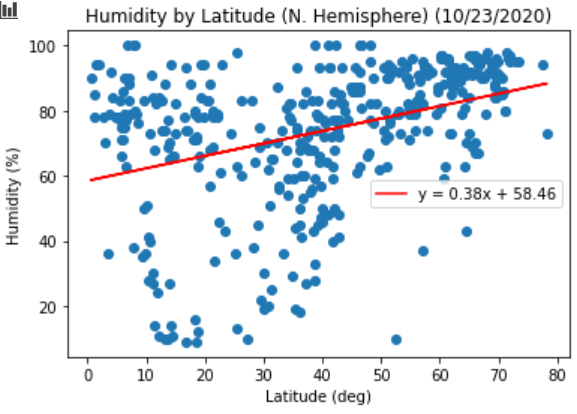 Humidity by Latitude (N. Hemisphere) (10/23/2020)
100
80
60
40
20
Humidity (%)
y = 0.38x + 58.46
0 10 20 30 40 50 60 70 80
Latitude (deg)